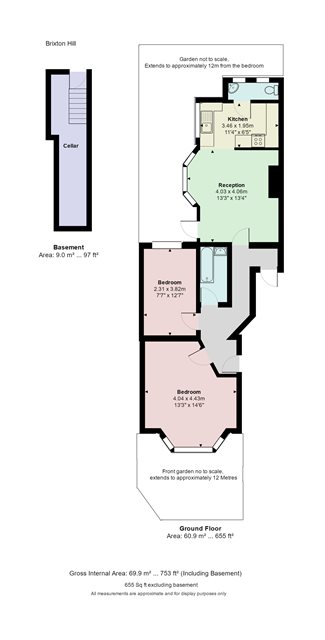 Brixton Hill
Garden not to scale,
Extends to approximately 12m from the bedroom
Kitchen
3.46 x 1.95m
11'4" x 6'5"
Cellar
Reception
4.03 x 4.06m
13'3" x 13'4"
Basement
Area: 9.0 m² ... 97 ft²
Bedroom
2.31 x 3.82m
7'7" x 12'7"
Bedroom
4.04 x 4.43m
13'3" x 14'6"
Front garden no to scale,
extends to approximately 12 Metres
Ground Floor
Area: 60.9 m² ... 655 ft²
Gross Internal Area: 69.9 m² ... 753 ft² (Including Basement)
655 Sq ft excluding basement
All measurements are approximate and for display purposes only